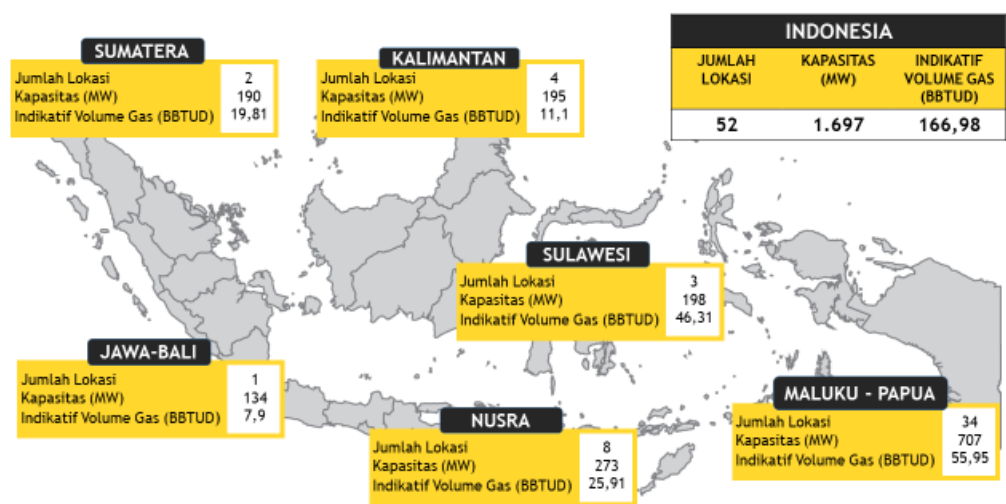 SUMATERA
Jumlah Lokasi 2
Kapasitas (MW) 190
Indikatif Volume Gas (BBTUD) 19,81
KALIMANTAN
Jumlah Lokasi 4
Kapasitas (MW) 195
Indikatif Volume Gas (BBTUD) 11,1
INDONESIA
JUMLAH LOKASI
KAPASITAS (MW)
INDIKATIF VOLUME GAS (BBTUD)
52 1.697 166,98
SULAWESI
Jumlah Lokasi 3
Kapasitas (MW) 198
Indikatif Volume Gas (BBTUD) 46,31
JAWA-BALI
Jumlah Lokasi 1
Kapasitas (MW) 134
Indikatif Volume Gas (BBTUD) 7,9
NUSRA
Jumlah Lokasi 8
Kapasitas (MW) 273
Indikatif Volume Gas (BBTUD) 25,91
MALUKU - PAPUA
Jumlah Lokasi 34
Kapasitas (MW) 707
Indikatif Volume Gas (BBTUD) 55,95